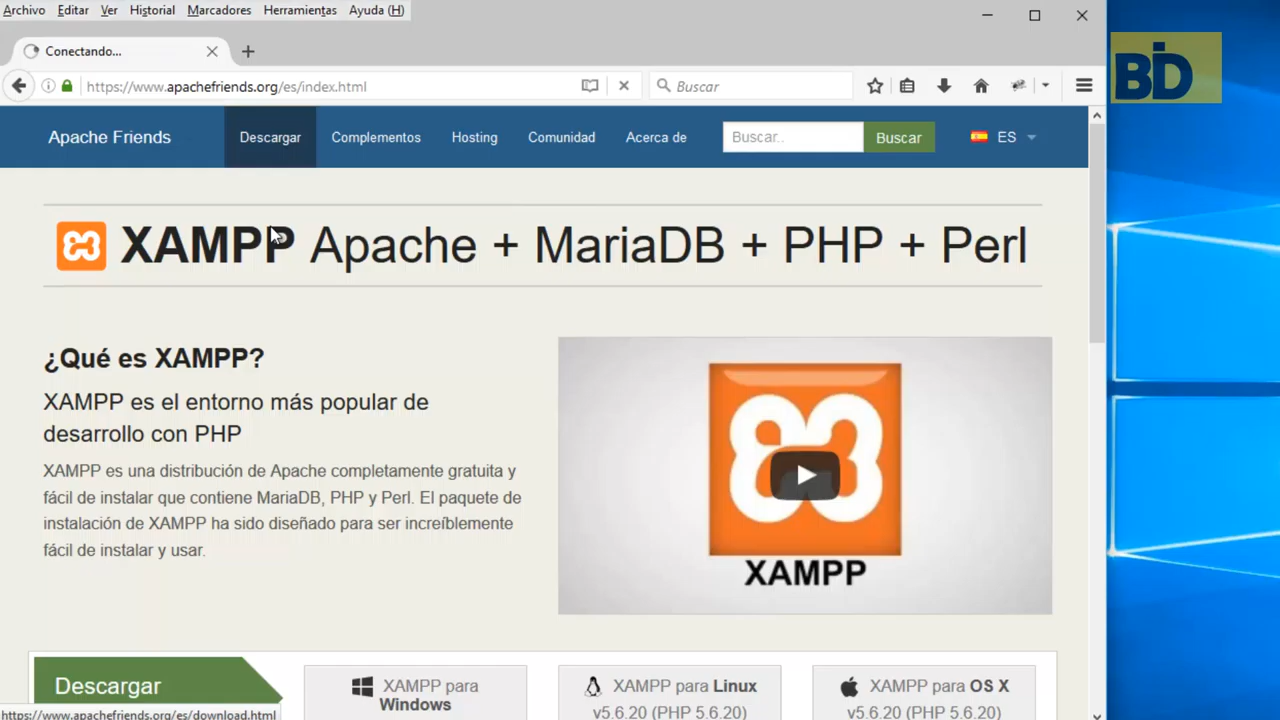 Archivo Editar Ver Historial Marcadores Herramientas Ayuda (H)
Conectando...
https://www.apachefriends.org/es/index.html
Buscar
BID
Apache Friends
Descargar
Complementos
Hosting
Comunidad
Acerca de
Buscar..
Buscar
ES
XAMPP Apache + MariaDB + PHP + Perl
¿Qué es XAMPP?
XAMPP es el entorno más popular de
desarrollo con PHP
XAMPP es una distribución de Apache completamente gratuita y
fácil de instalar que contiene MariaDB, PHP y Perl. El paquete de
instalación de XAMPP ha sido diseñado para ser increíblemente
fácil de instalar y usar.
XAMPP
Descargar
XAMPP para
Windows
XAMPP para Linux
v5.6.20 (PHP 5.6.20)
XAMPP para OS X
v5.6.20 (PHP 5.6.20)
https://www.apachefriends.org/es/download.html